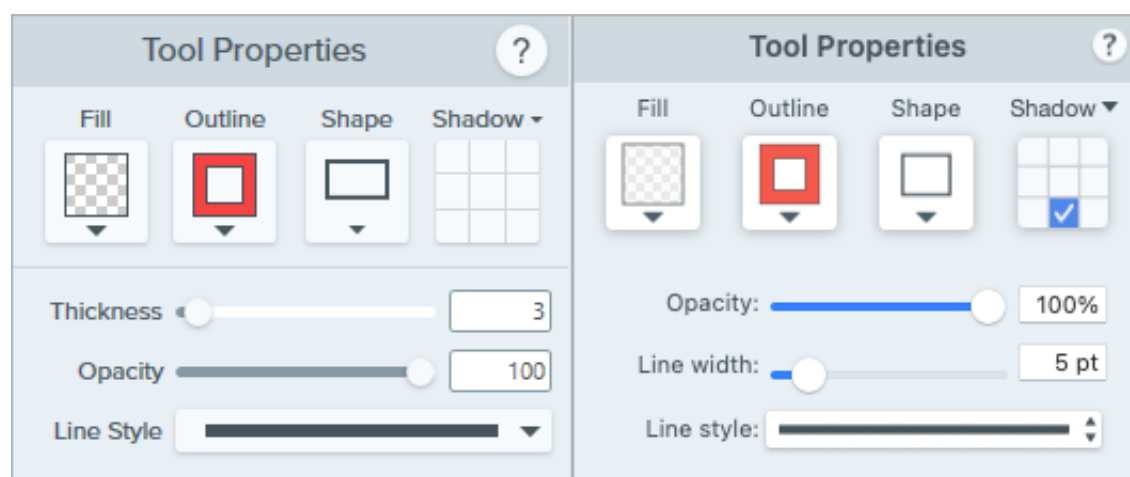 Tool Properties ?
Fill Outline Shape Shadow
Thickness 3
Opacity 100
Line Style
Tool Properties ?
Fill Outline Shape Shadow
Opacity: 100%
Line width: 5 pt
Line style: